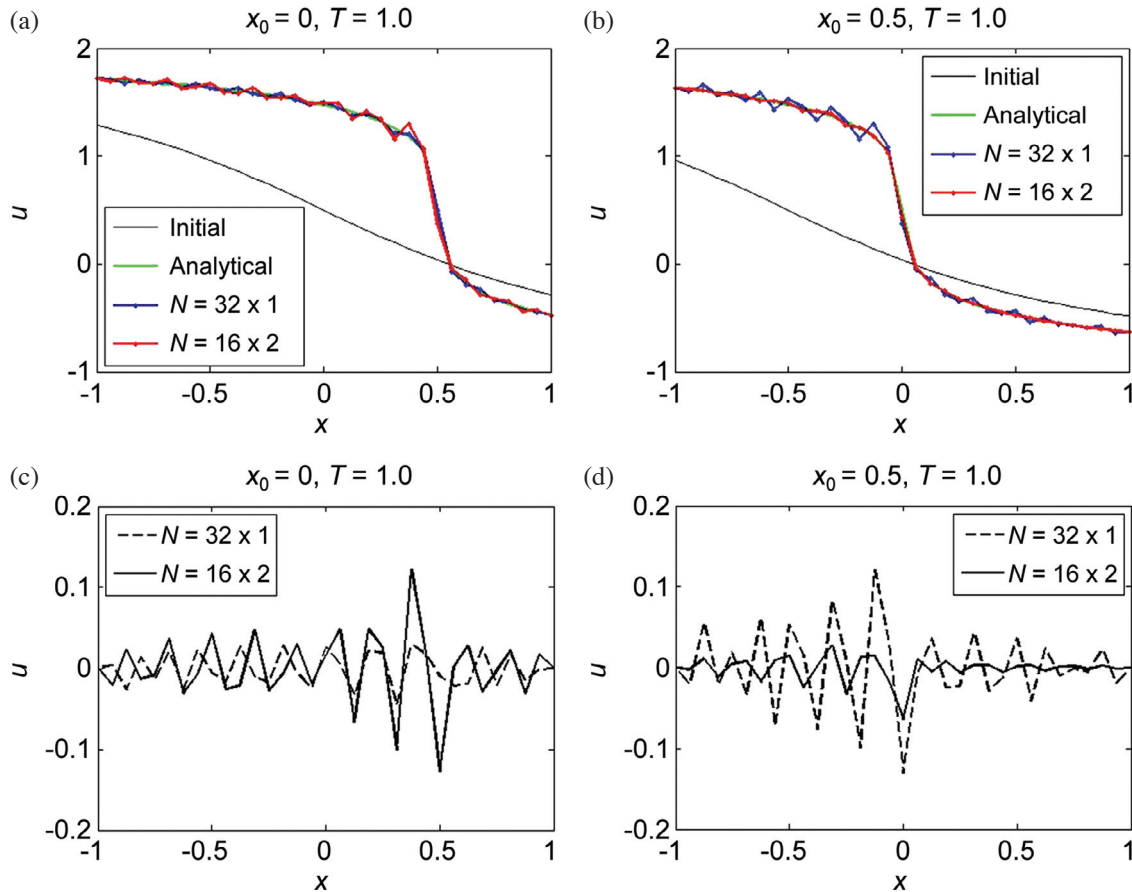 (a)
x₀ = 0, T = 1.0
2
1
0
-1
u
-1
-0.5
0
0.5
1
x
Initial
Analytical
N = 32 x 1
N = 16 x 2
(b)
x₀ = 0.5, T = 1.0
2
1
0
-1
u
-1
-0.5
0
0.5
1
x
Initial
Analytical
N = 32 x 1
N = 16 x 2
(c)
x₀ = 0, T = 1.0
0.2
0.1
0
-0.1
-0.2
u
-1
-0.5
0
0.5
1
x
N = 32 x 1
N = 16 x 2
(d)
x₀ = 0.5, T = 1.0
0.2
0.1
0
-0.1
-0.2
u
-1
-0.5
0
0.5
1
x
N = 32 x 1
N = 16 x 2